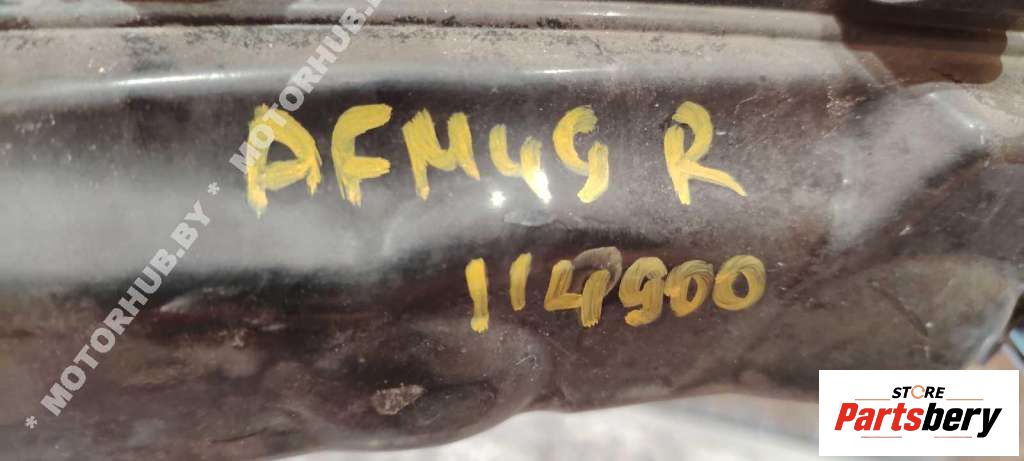 AFM49 R
114900
* MOTORHUB.BY * MOTORHUB.BY
STORE
Partsbery